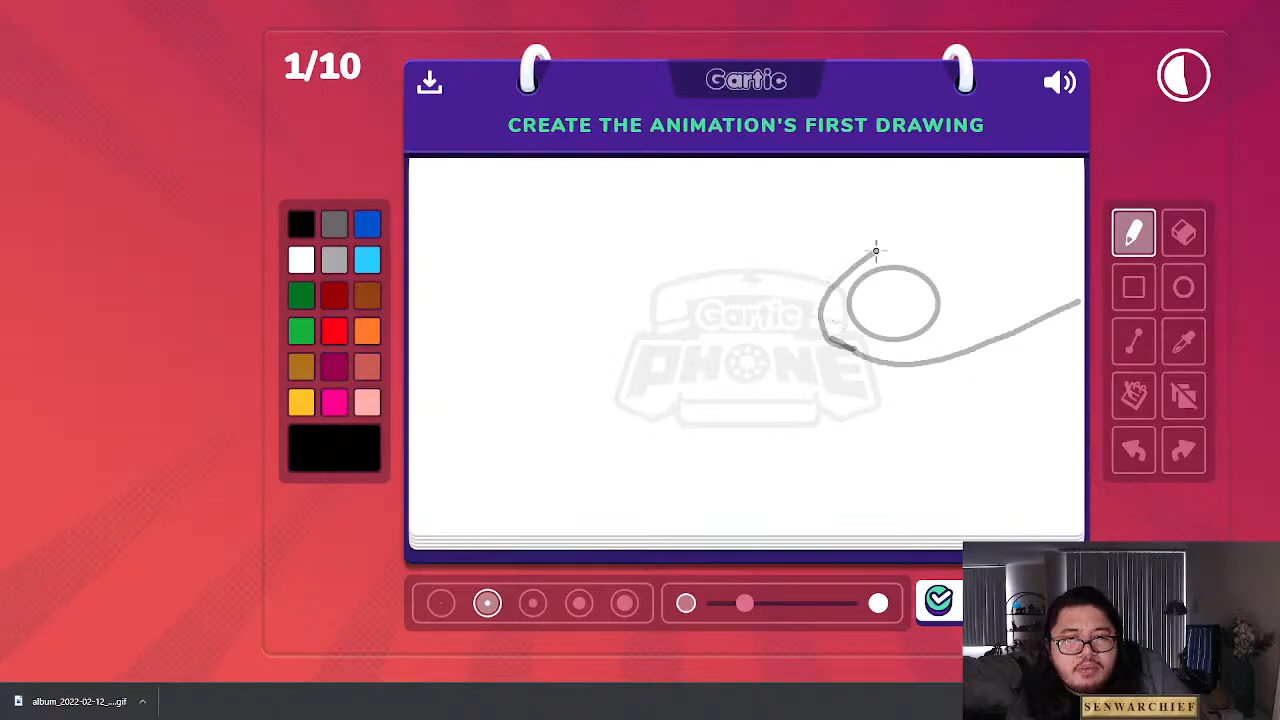 1/10
Gartic
CREATE THE ANIMATION'S FIRST DRAWING
Gartic
PHONE
album_2022-02-12_....gif
SENWARCHIEF